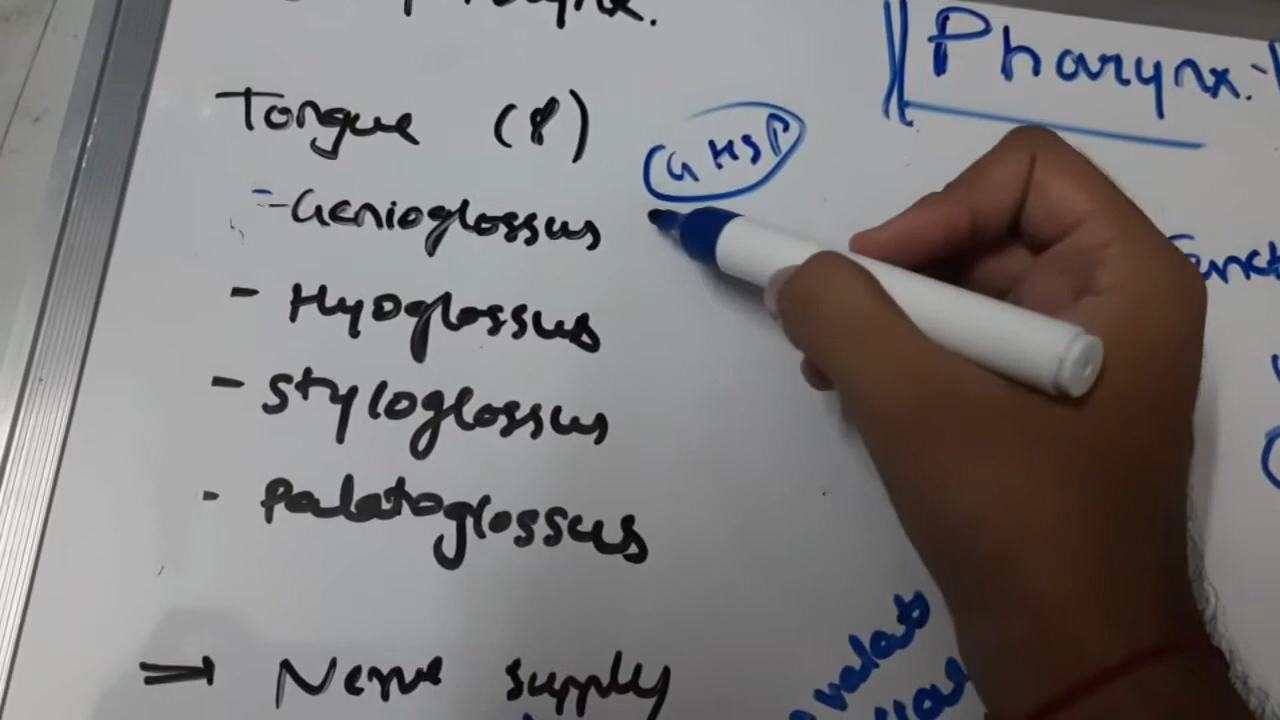 Pharynx.
Tongue (8)
GHSP
- Genioglossus
- Hyoglossus
- Styloglossus
- Palatoglossus
⇒ Nerve supply